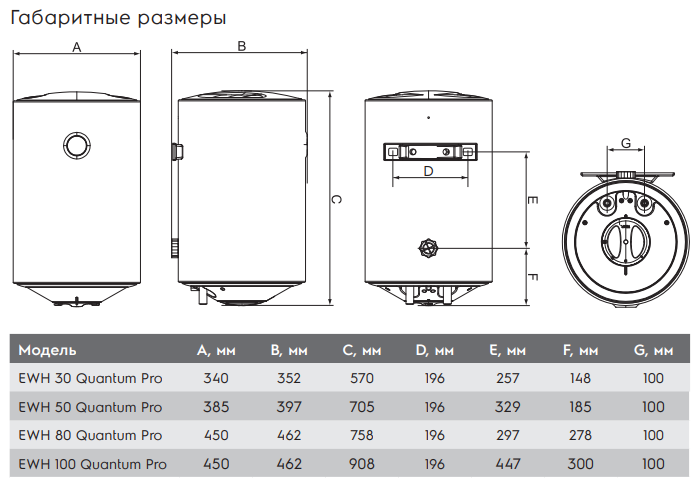 Габаритные размеры
A
B
C
D
E
F
G
Модель A, мм B, мм C, мм D, мм E, мм F, мм G, мм
EWH 30 Quantum Pro 340 352 570 196 257 148 100
EWH 50 Quantum Pro 385 397 705 196 329 185 100
EWH 80 Quantum Pro 450 462 758 196 297 278 100
EWH 100 Quantum Pro 450 462 908 196 447 300 100